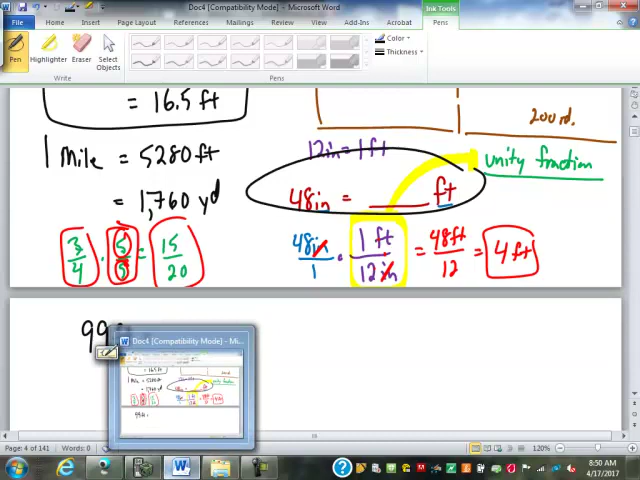 Doc4 [Compatibility Mode] - Microsoft Word
Ink Tools
File Home Insert Page Layout References Mailings Review View Acrobat Pens
Pen Highlighter Eraser Select Objects
Color
Thickness
Write
Pens
= 16.5 ft
200 rd.
1 Mile = 5280 ft
12in = 1 ft
unity fraction
= 1,760 yd
48in = ____ ft
3/4 · 5/5 = 15/20
48in/1 · 1 ft/12in = 48ft/12 = 4 ft
99
Doc4 [Compatibility Mode] - Mi...
Page: 4 of 141 Words: 0
120%
8:50 AM
4/17/2017